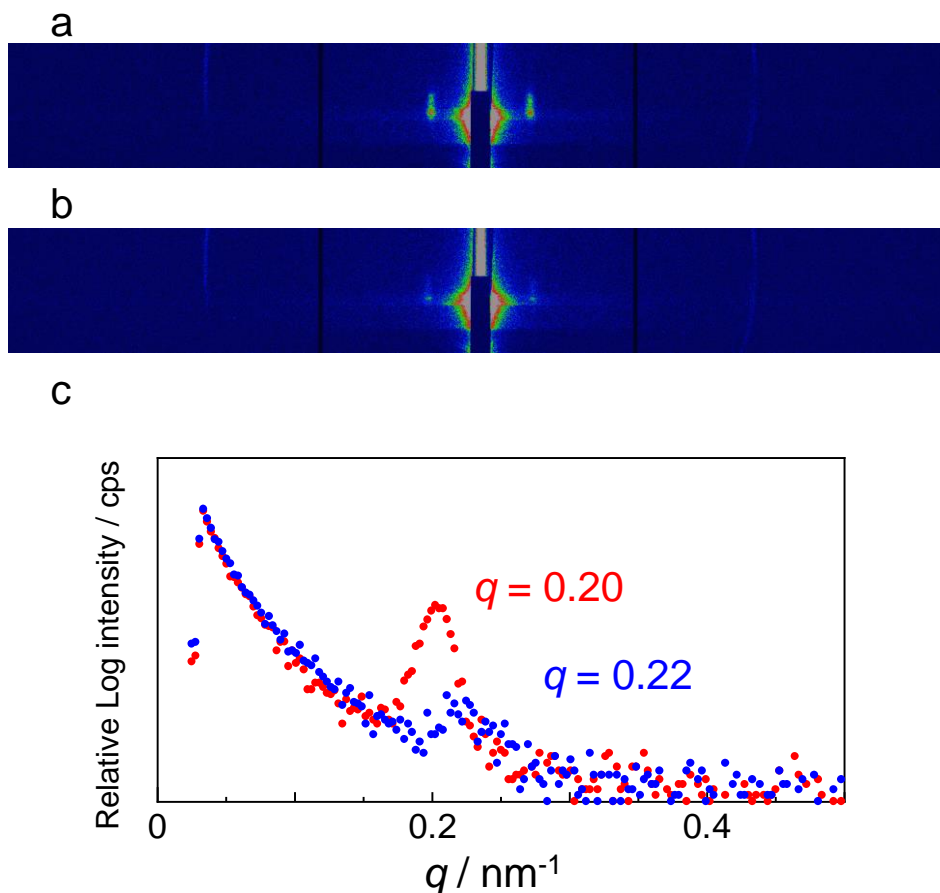 a
b
c
Relative Log intensity / cps
q = 0.20
q = 0.22
0
0.2
0.4
q / nm⁻¹